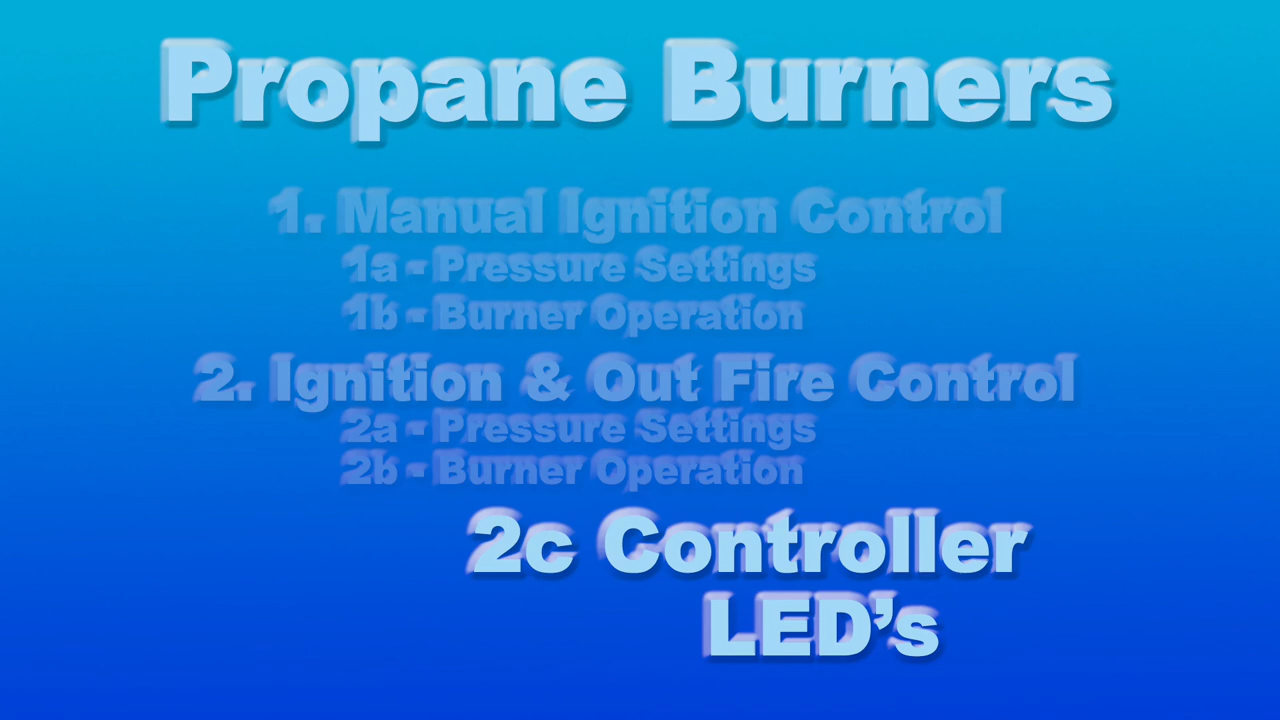 Propane Burners
1. Manual Ignition Control
1a - Pressure Settings
1b - Burner Operation
2. Ignition & Out Fire Control
2a - Pressure Settings
2b - Burner Operation
2c Controller
LED’s